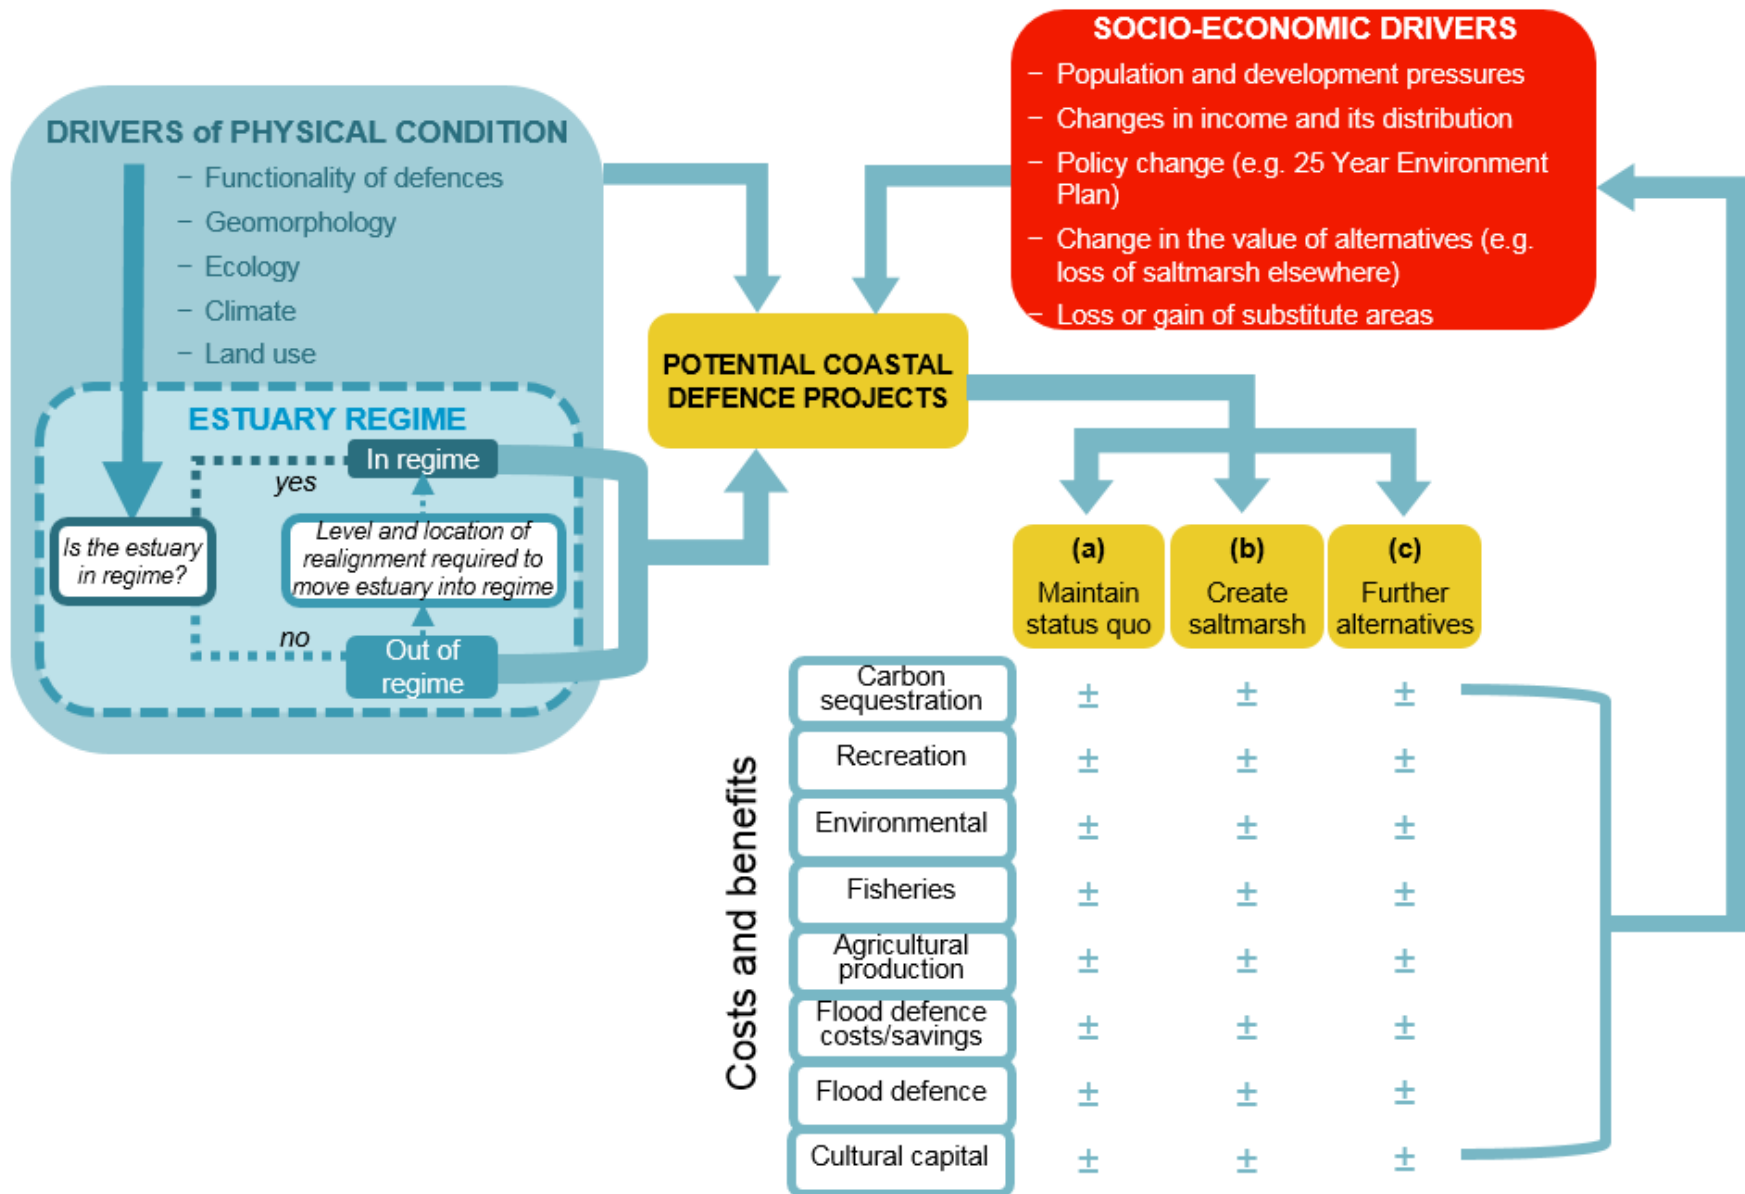 DRIVERS of PHYSICAL CONDITION
− Functionality of defences
− Geomorphology
− Ecology
− Climate
− Land use
ESTUARY REGIME
In regime
yes
Is the estuary
in regime?
Level and location of
realignment required to
move estuary into regime
no
Out of
regime
SOCIO-ECONOMIC DRIVERS
− Population and development pressures
− Changes in income and its distribution
− Policy change (e.g. 25 Year Environment
Plan)
− Change in the value of alternatives (e.g.
loss of saltmarsh elsewhere)
− Loss or gain of substitute areas
POTENTIAL COASTAL
DEFENCE PROJECTS
(a)
Maintain
status quo
(b)
Create
saltmarsh
(c)
Further
alternatives
Costs and benefits
Carbon
sequestration
± ± ±
Recreation
± ± ±
Environmental
± ± ±
Fisheries
± ± ±
Agricultural
production
± ± ±
Flood defence
costs/savings
± ± ±
Flood defence
± ± ±
Cultural capital
± ± ±